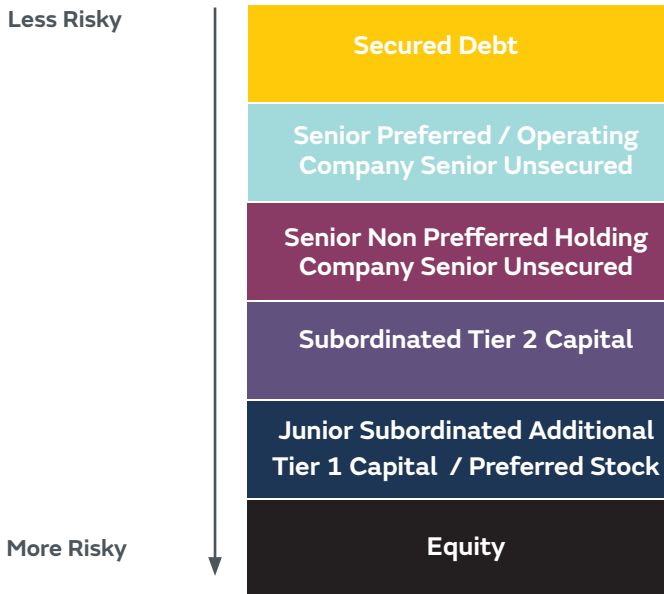 Less Risky
Secured Debt
Senior Preferred / Operating
Company Senior Unsecured
Senior Non Prefferred Holding
Company Senior Unsecured
Subordinated Tier 2 Capital
Junior Subordinated Additional
Tier 1 Capital / Preferred Stock
More Risky
Equity